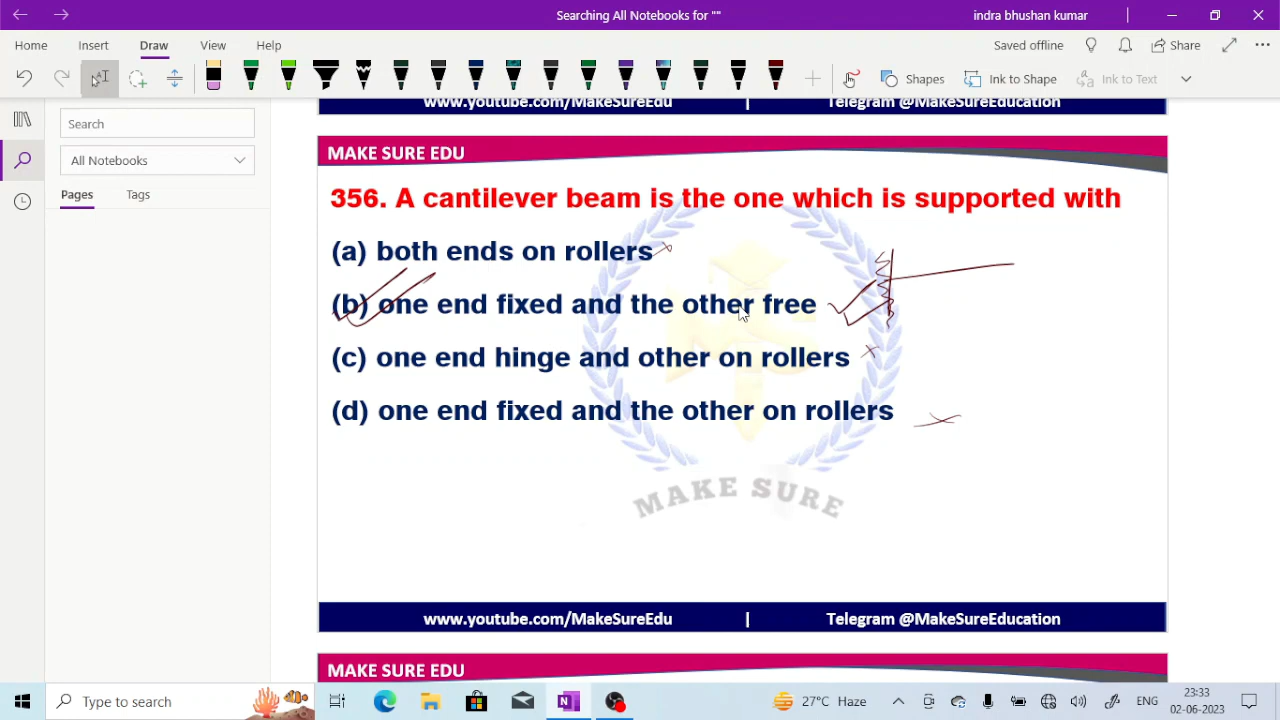 Searching All Notebooks for ""
indra bhushan kumar
Home Insert Draw View Help
Saved offline
Share
Shapes
Ink to Shape
Ink to Text
www.youtube.com/MakeSureEdu | Telegram @MakeSureEducation
Search
All Notebooks
Pages Tags
MAKE SURE EDU
356. A cantilever beam is the one which is supported with
(a) both ends on rollers
(b) one end fixed and the other free
(c) one end hinge and other on rollers
(d) one end fixed and the other on rollers
MAKE SURE
www.youtube.com/MakeSureEdu | Telegram @MakeSureEducation
MAKE SURE EDU
Type to search
27°C Haze
ENG
23:33
02-06-2023